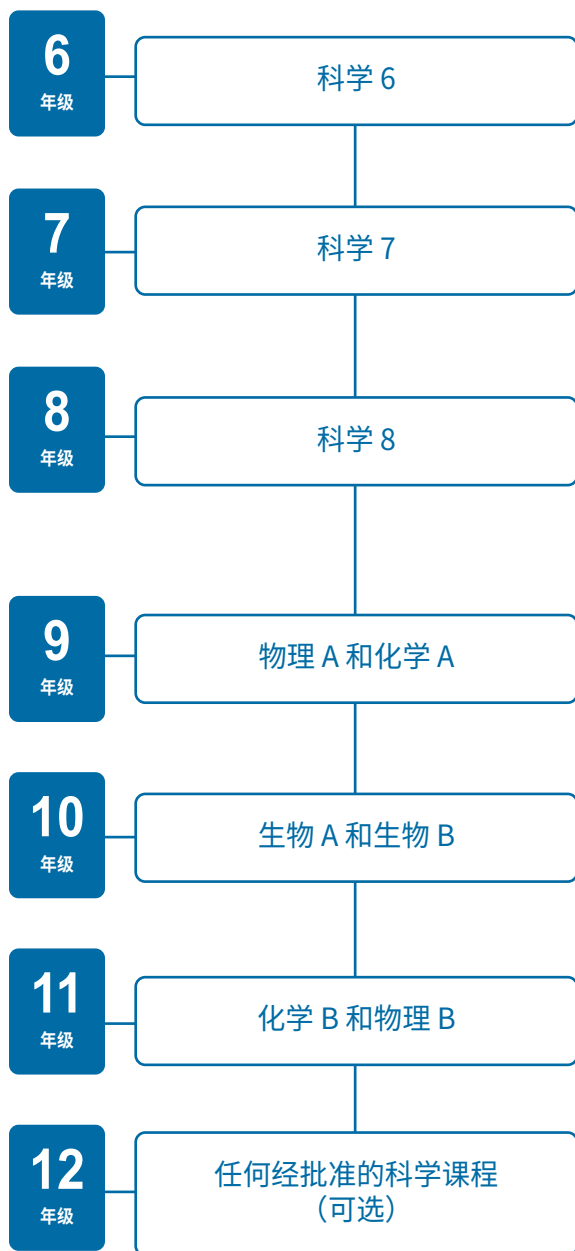 6
年级
科学 6
7
年级
科学 7
8
年级
科学 8
9
年级
物理 A 和化学 A
10
年级
生物 A 和生物 B
11
年级
化学 B 和物理 B
12
年级
任何经批准的科学课程
（可选）